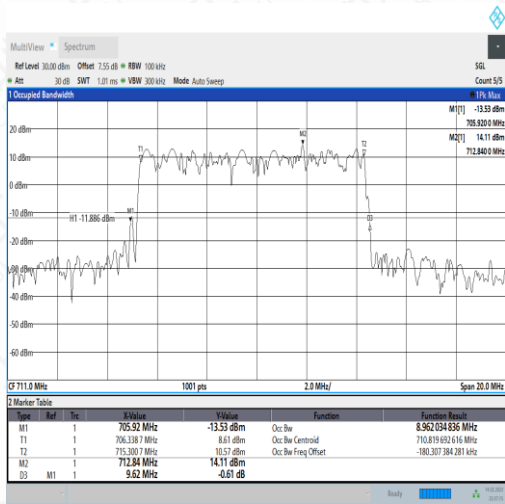 MultiView Spectrum
Ref Level 30.00 dBm Offset 7.55 dB RBW 100 kHz SGL
Att 30 dB SWT 1.01 ms VBW 300 kHz Mode Auto Sweep Count 5/5
1 Occupied Bandwidth 1Pk Max
M1[1] -13.53 dBm
705.920 0 MHz
M2[1] 14.11 dBm
712.840 0 MHz
20 dBm
M2
T1
T2
10 dBm
0 dBm
-10 dBm
M1
H1 -11.886 dBm
D3
-20 dBm
-30 dBm
-40 dBm
-50 dBm
-60 dBm
CF 711.0 MHz 1001 pts 2.0 MHz/ Span 20.0 MHz
2 Marker Table
Type Ref Trc X-Value Y-Value Function Function Result
M1 1 705.92 MHz -13.53 dBm Occ Bw 8.962 034 836 MHz
T1 1 706.338 7 MHz 8.61 dBm Occ Bw Centroid 710.819 692 616 MHz
T2 1 715.300 7 MHz 10.57 dBm Occ Bw Freq Offset -180.307 384 281 kHz
M2 1 712.84 MHz 14.11 dBm
D3 M1 1 9.62 MHz -0.61 dB
Ready